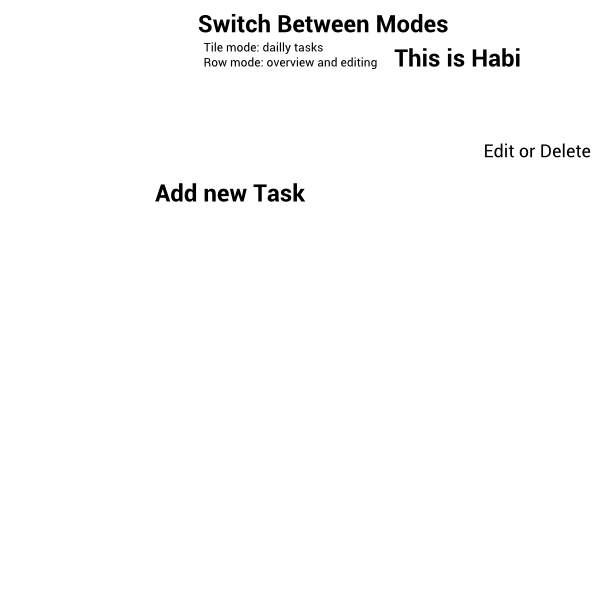 Switch Between Modes
Tile mode: dailly tasks
Row mode: overview and editing
This is Habi
Edit or Delete
Add new Task